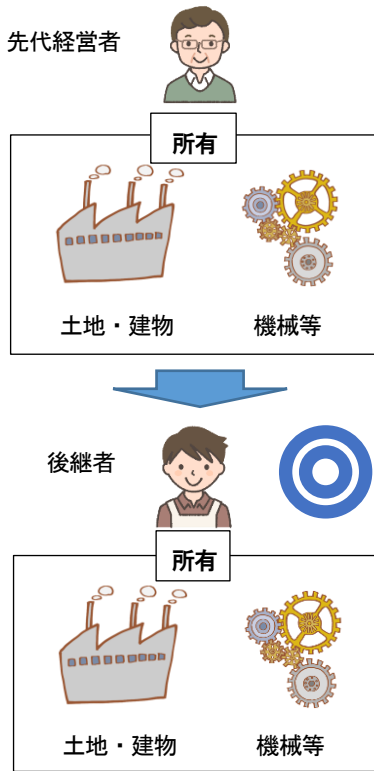 先代経営者
所有
土地・建物
機械等
後継者
所有
土地・建物
機械等